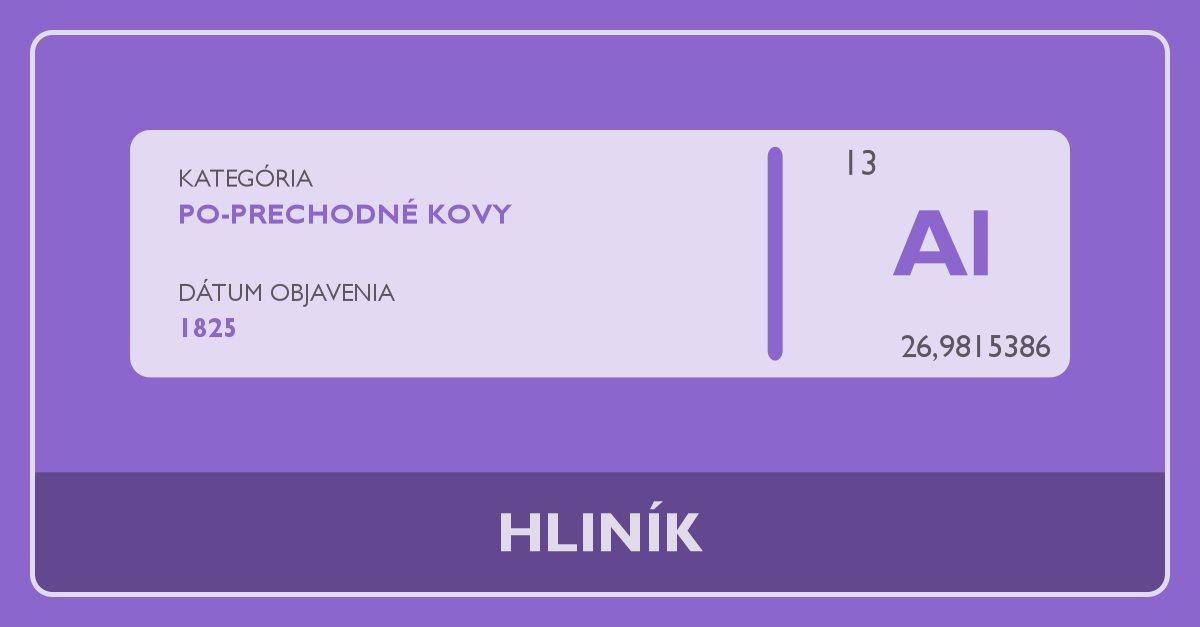 KATEGÓRIA
PO-PRECHODNÉ KOVY
DÁTUM OBJAVENIA
1825
13
Al
26,9815386
HLINÍK